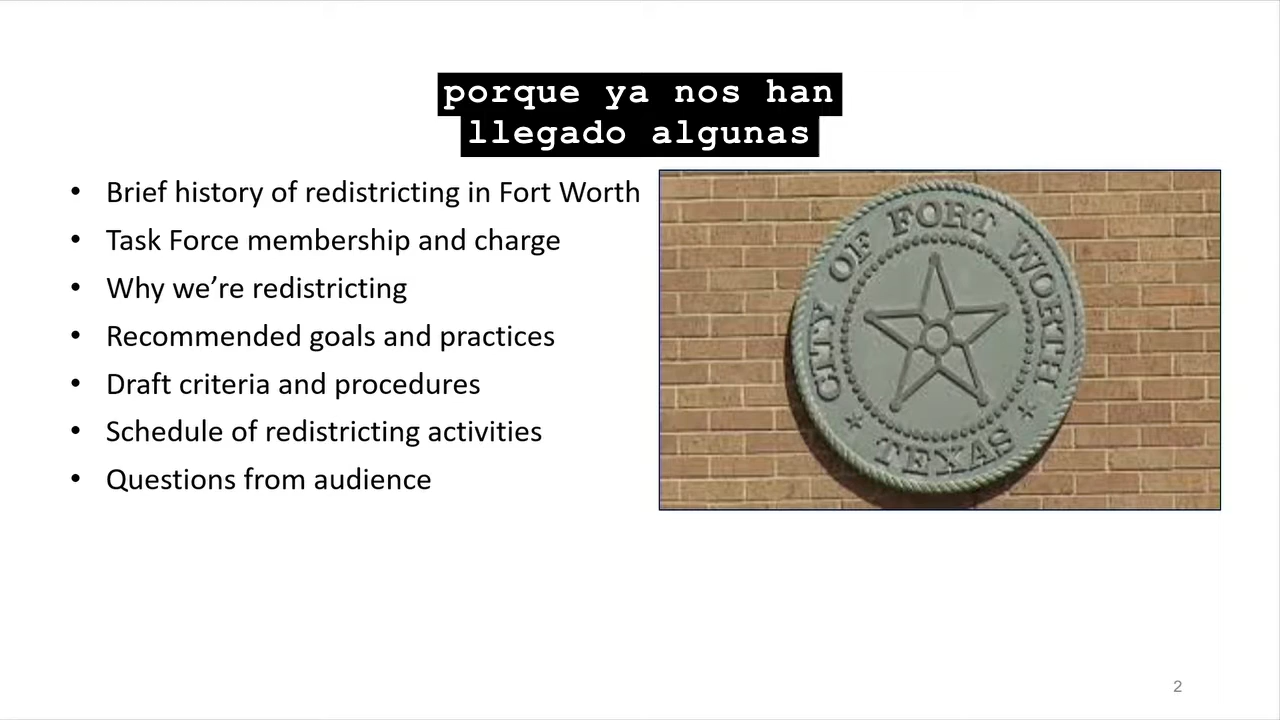 porque ya nos han
llegado algunas
• Brief history of redistricting in Fort Worth
• Task Force membership and charge
• Why we’re redistricting
• Recommended goals and practices
• Draft criteria and procedures
• Schedule of redistricting activities
• Questions from audience
CITY OF FORT WORTH
TEXAS
2